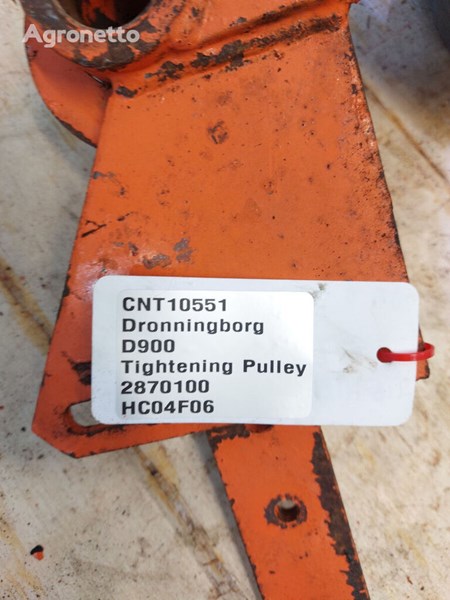 Agronetto
CNT10551
Dronningborg
D900
Tightening Pulley
2870100
HC04F06